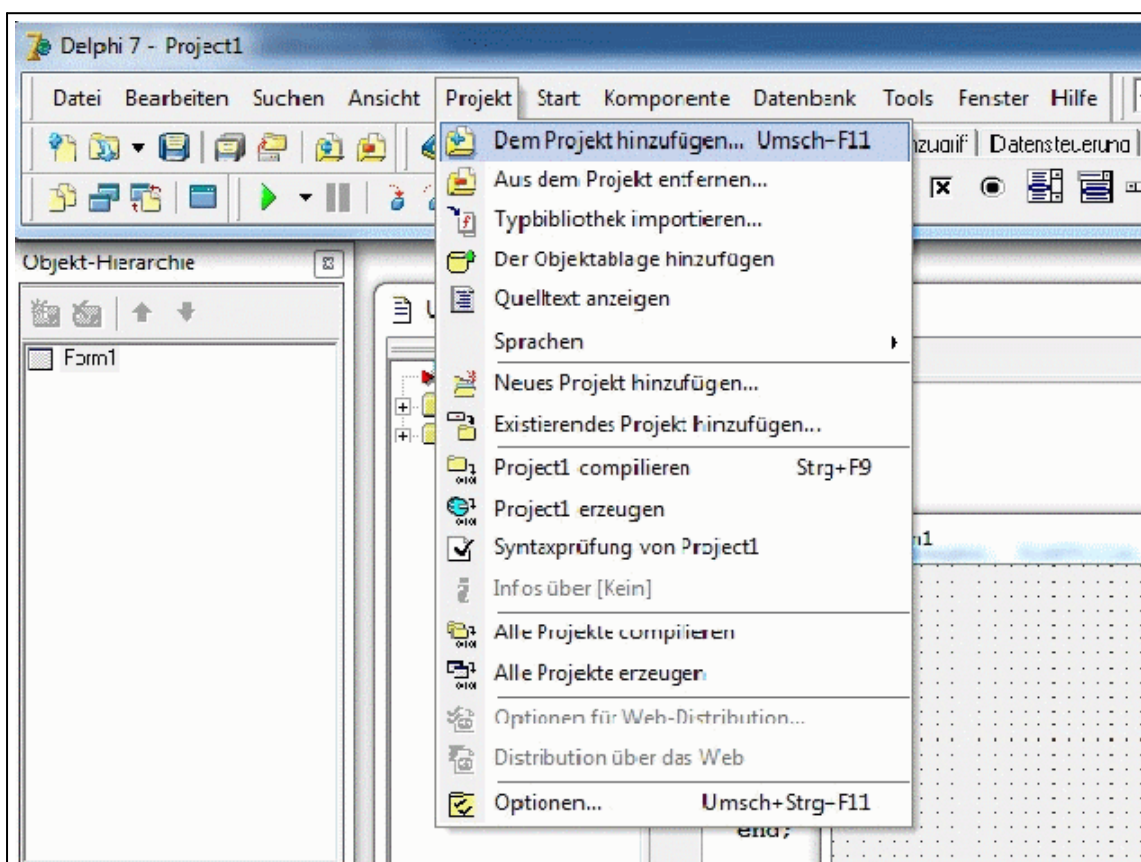 Delphi 7 - Project1
Datei Bearbeiten Suchen Ansicht Projekt Start Komponente Datenbank Tools Fenster Hilfe
Dem Projekt hinzufügen... Umsch+F11
Datensteuerung
Aus dem Projekt entfernen...
Typbibliothek importieren...
Objekt-Hierarchie
Der Objektablage hinzufügen
Quelltext anzeigen
Sprachen
Form1
Neues Projekt hinzufügen...
Existierendes Projekt hinzufügen...
Project1 compilieren Strg+F9
Project1 erzeugen
Syntaxprüfung von Project1
Infos über [Kein]
Alle Projekte compilieren
Alle Projekte erzeugen
Optionen für Web-Distribution...
Distribution über das Web
Optionen... Umsch+Strg+F11
end;